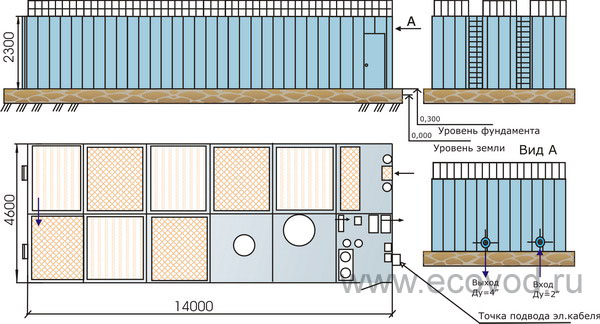 2300
А
0,300
Уровень фундамента
0,000
Уровень земли
Вид А
4600
14000
Выход
Ду=4"
Вход
Ду=2"
www.ecovod.ru
Точка подвода эл.кабеля